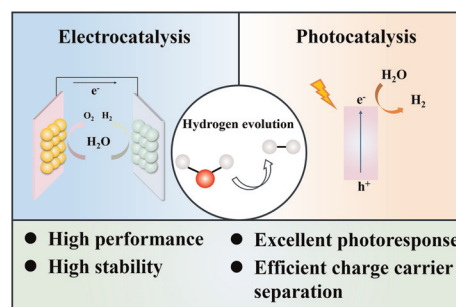 Electrocatalysis
Photocatalysis
e⁻
O₂ H₂
H₂O
Hydrogen evolution
H₂O
e⁻
H₂
h⁺
● High performance
● High stability
● Excellent photoresponse
● Efficient charge carrier
separation